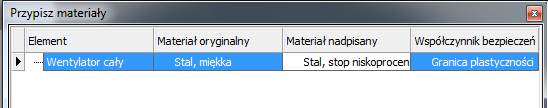 Przypisz materiały
Element Materiał oryginalny Materiał nadpisany Współczynnik bezpieczeń
Wentylator cały Stal, miękka Stal, stop niskoprocen Granica plastyczności